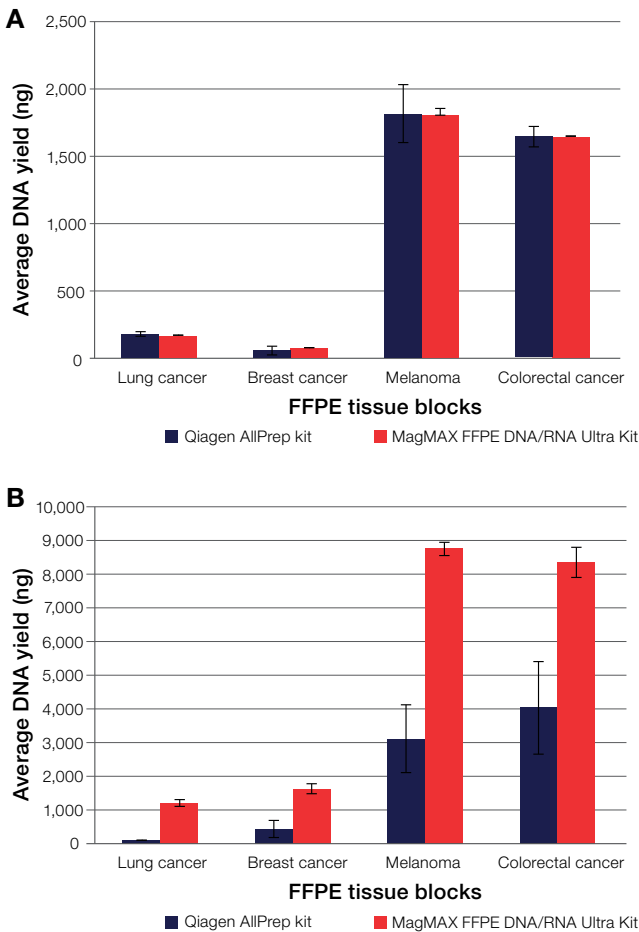 A
Average DNA yield (ng)
2,500
2,000
1,500
1,000
500
0
Lung cancer Breast cancer Melanoma Colorectal cancer
FFPE tissue blocks
Qiagen AllPrep kit MagMAX FFPE DNA/RNA Ultra Kit
B
Average DNA yield (ng)
10,000
9,000
8,000
7,000
6,000
5,000
4,000
3,000
2,000
1,000
0
Lung cancer Breast cancer Melanoma Colorectal cancer
FFPE tissue blocks
Qiagen AllPrep kit MagMAX FFPE DNA/RNA Ultra Kit